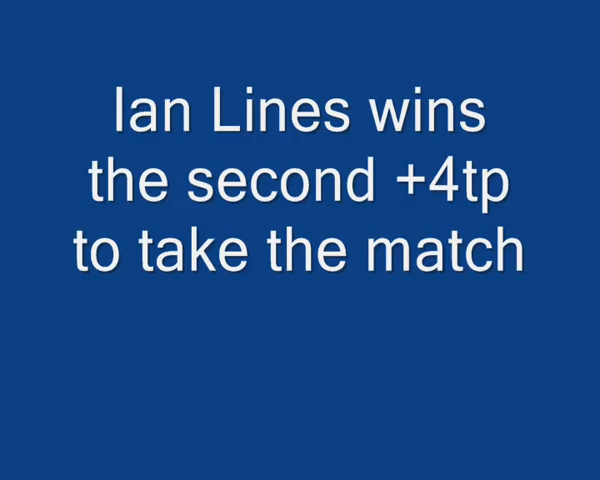 Ian Lines wins
the second +4tp
to take the match